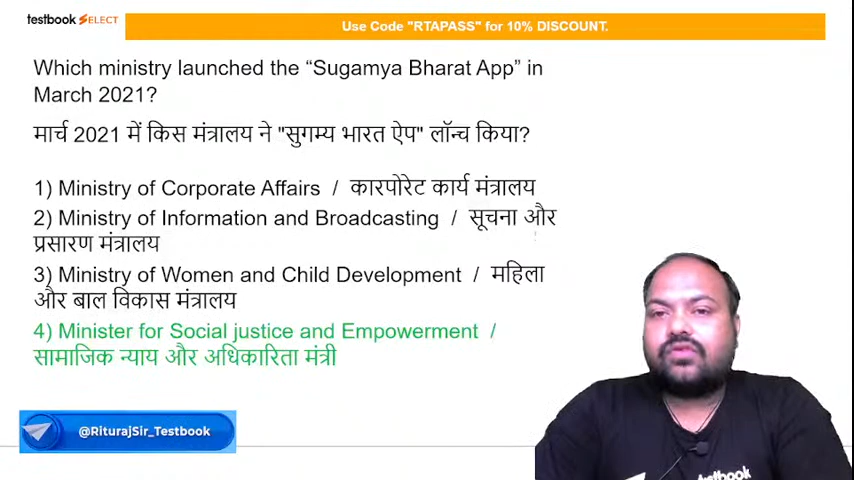 testbook SELECT
Use Code "RTAPASS" for 10% DISCOUNT.
Which ministry launched the “Sugamya Bharat App” in
March 2021?
मार्च 2021 में किस मंत्रालय ने "सुगम्य भारत ऐप" लॉन्च किया?
1) Ministry of Corporate Affairs / कारपोरेट कार्य मंत्रालय
2) Ministry of Information and Broadcasting / सूचना और
प्रसारण मंत्रालय
3) Ministry of Women and Child Development / महिला
और बाल विकास मंत्रालय
4) Minister for Social justice and Empowerment /
सामाजिक न्याय और अधिकारिता मंत्री
@RiturajSir_Testbook
testbook